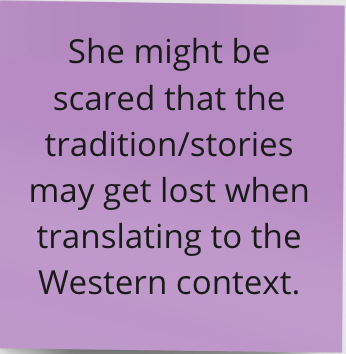 She might be
scared that the
tradition/stories
may get lost when
translating to the
Western context.